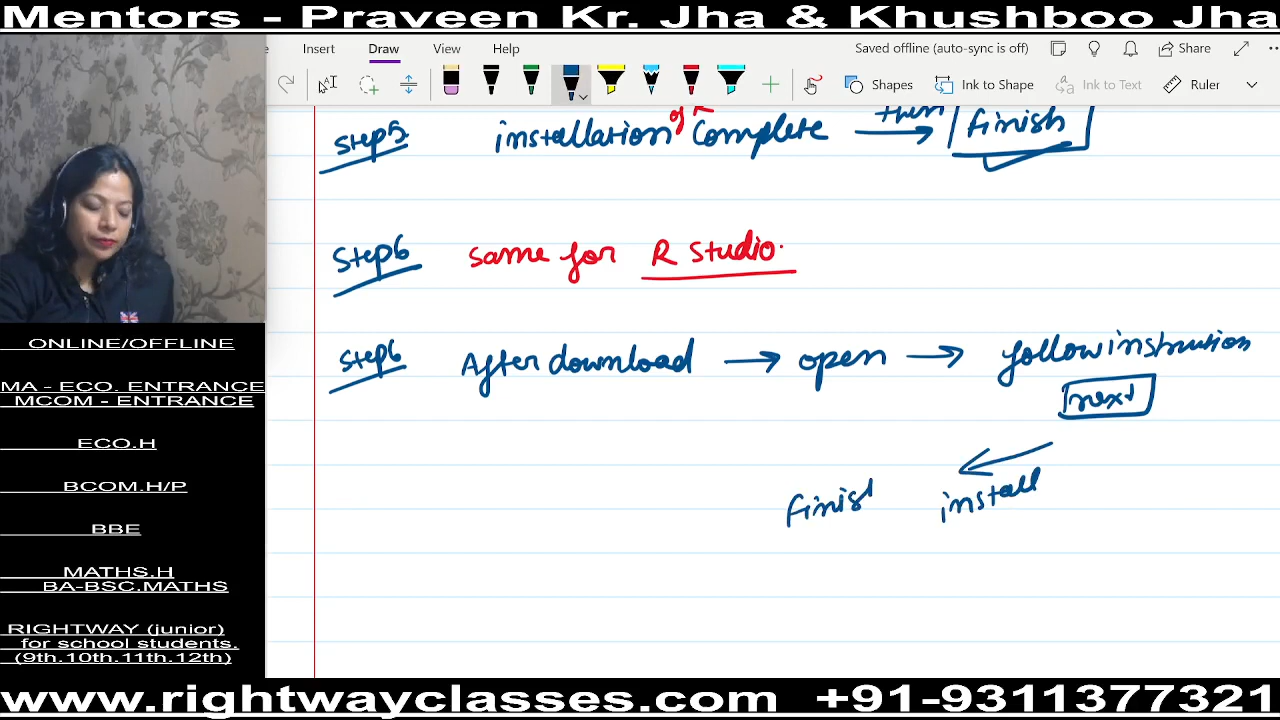 Mentors - Praveen Kr. Jha & Khushboo Jha
Insert Draw View Help Saved offline (auto-sync is off) Share
Shapes Ink to Shape Ink to Text Ruler
Step5 installation of R Complete then finish
Step6 Same for R Studio.
Step6 After download → open → follow instruction
next
finish install
ONLINE/OFFLINE
MA - ECO. ENTRANCE
MCOM - ENTRANCE
ECO.H
BCOM.H/P
BBE
MATHS.H
BA-BSC.MATHS
RIGHTWAY (junior)
for school students.
(9th.10th.11th.12th)
www.rightwayclasses.com +91-9311377321